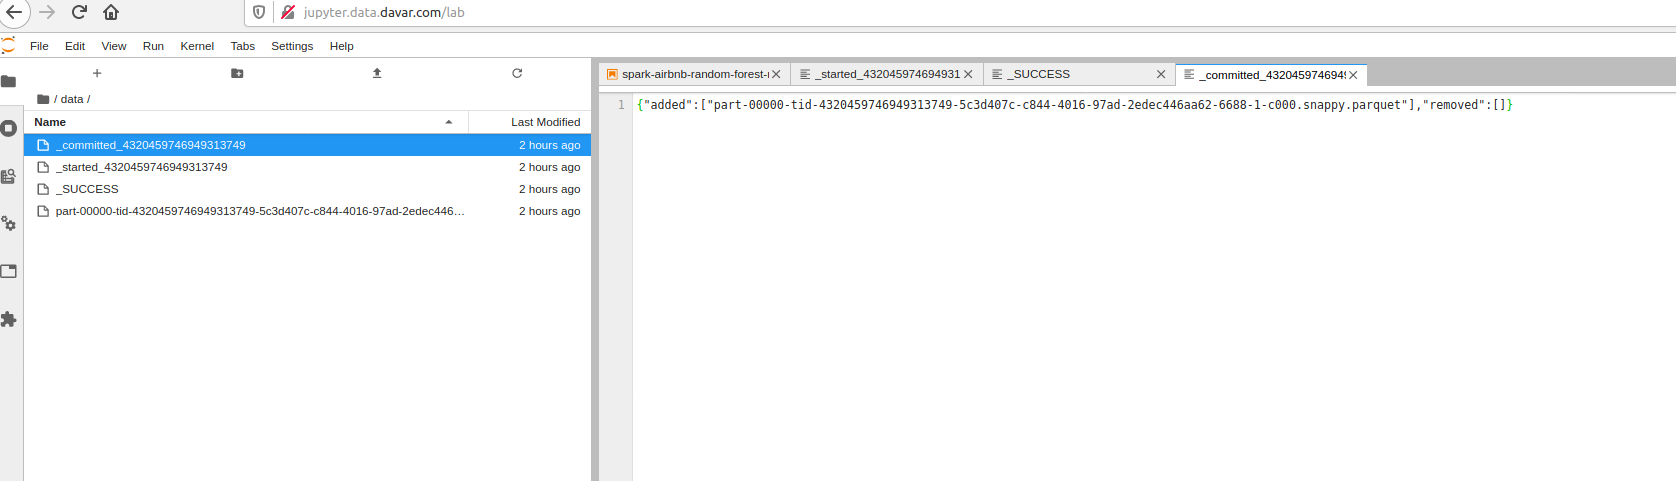 jupyter.data.davar.com/lab
File Edit View Run Kernel Tabs Settings Help
spark-airbnb-random-forest- _started_432045974694931 _SUCCESS _committed_432045974694
/ data /
Name Last Modified
_committed_4320459746949313749 2 hours ago
_started_4320459746949313749 2 hours ago
_SUCCESS 2 hours ago
part-00000-tid-4320459746949313749-5c3d407c-c844-4016-97ad-2edec446… 2 hours ago
1 {"added":["part-00000-tid-4320459746949313749-5c3d407c-c844-4016-97ad-2edec446aa62-6688-1-c000.snappy.parquet"],"removed":[]}